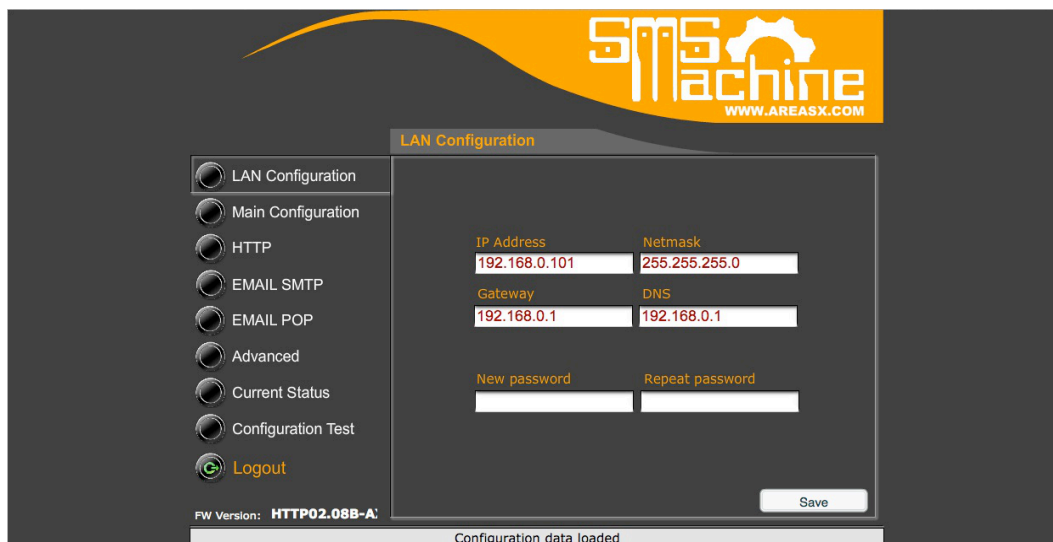 SMS
Machine
WWW.AREASX.COM
LAN Configuration
LAN Configuration
Main Configuration
HTTP
EMAIL SMTP
EMAIL POP
Advanced
Current Status
Configuration Test
Logout
FW Version: HTTP02.08B-A
IP Address Netmask
192.168.0.101 255.255.255.0
Gateway DNS
192.168.0.1 192.168.0.1
New password Repeat password
Save
Configuration data loaded